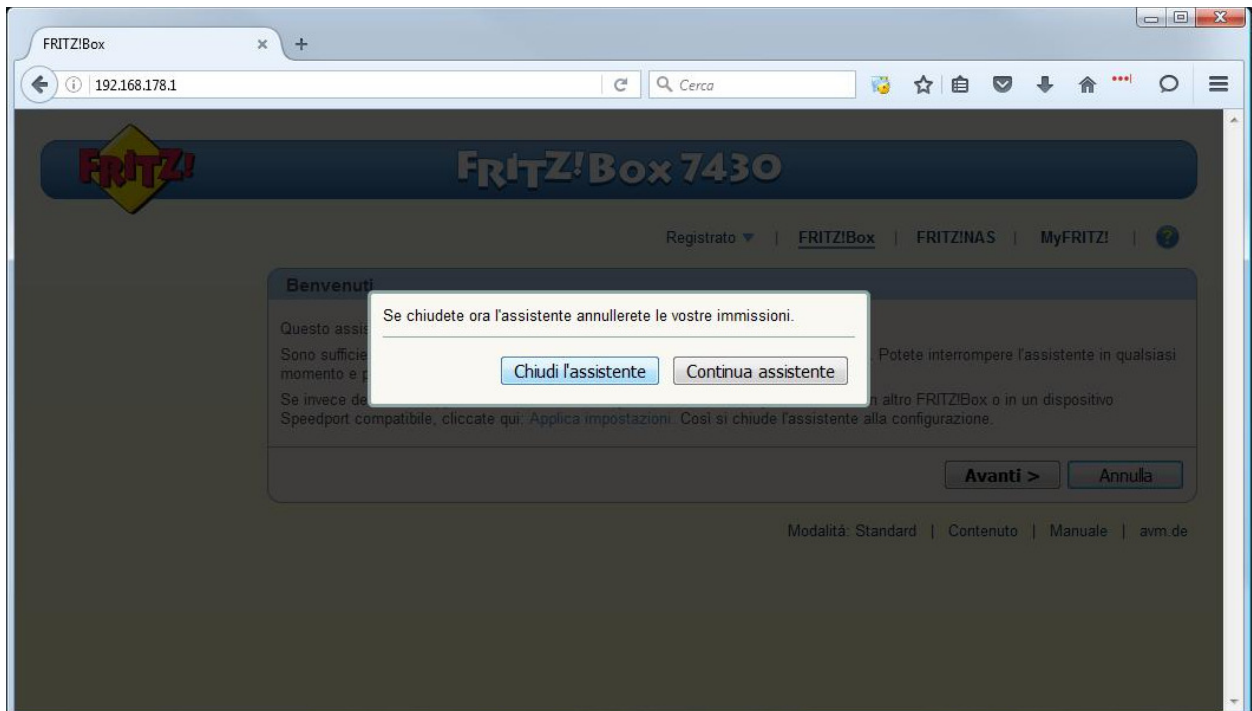 FRITZ!Box
192.168.178.1
Cerca
FRITZ!
FRITZ!Box 7430
Registrato | FRITZ!Box | FRITZ!NAS | MyFRITZ! | ?
Benvenuti
Se chiudete ora l'assistente annullerete le vostre immissioni.
Questo assis
Sono sufficie . Potete interrompere l'assistente in qualsiasi
Chiudi l'assistente Continua assistente
momento e p
Se invece de n altro FRITZ!Box o in un dispositivo
Speedport compatibile, cliccate qui: Applica impostazioni. Così si chiude l'assistente alla configurazione.
Avanti > Annulla
Modalitá: Standard | Contenuto | Manuale | avm.de